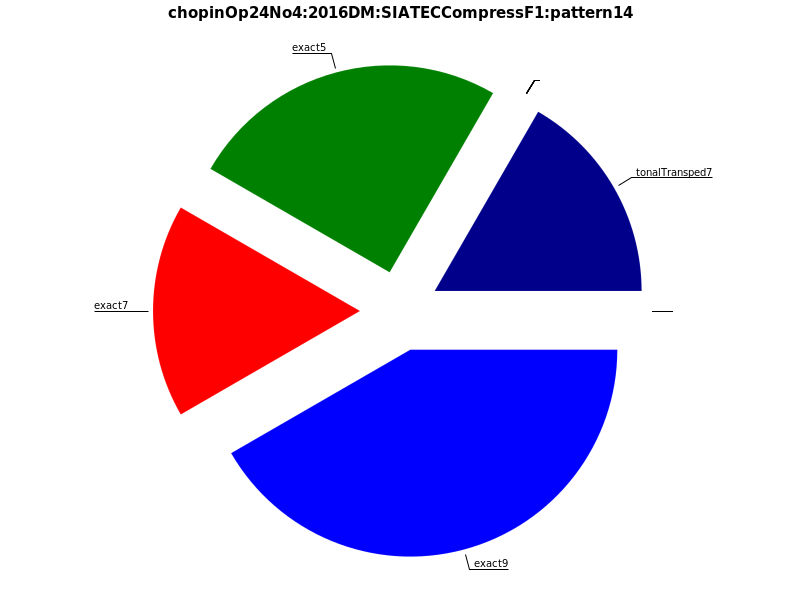 chopinOp24No4:2016DM:SIATECCompressF1:pattern14
exact5
tonalTransped7
exact7
exact9